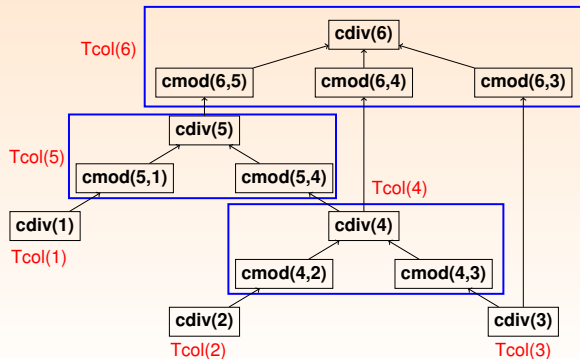 cdiv(6)
Tcol(6)
cmod(6,5)
cmod(6,4)
cmod(6,3)
cdiv(5)
Tcol(5)
cmod(5,1)
cmod(5,4)
Tcol(4)
cdiv(1)
cdiv(4)
Tcol(1)
cmod(4,2)
cmod(4,3)
cdiv(2)
cdiv(3)
Tcol(2)
Tcol(3)